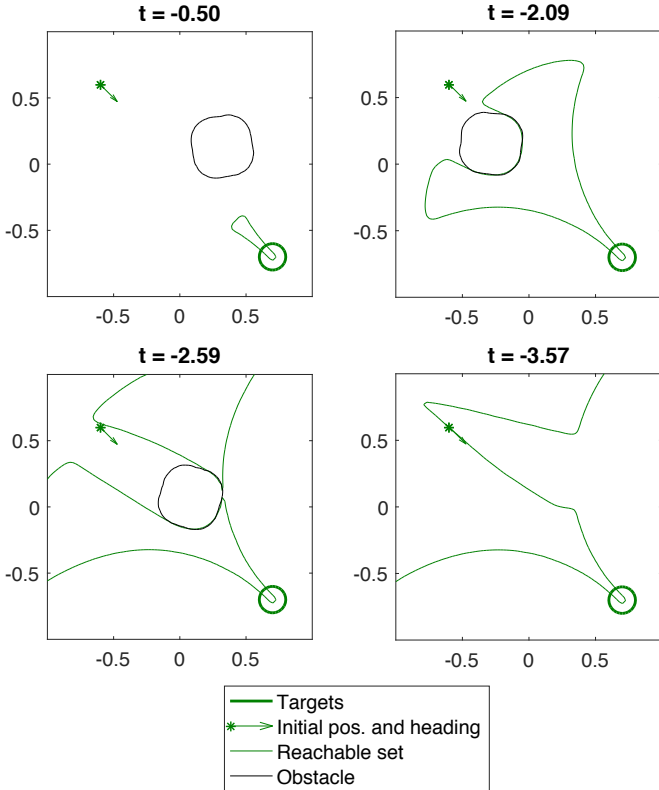 t = -0.50
t = -2.09
0.5
0
-0.5
-0.5 0 0.5
0.5
0
-0.5
-0.5 0 0.5
t = -2.59
t = -3.57
0.5
0
-0.5
-0.5 0 0.5
0.5
0
-0.5
-0.5 0 0.5
Targets
Initial pos. and heading
Reachable set
Obstacle